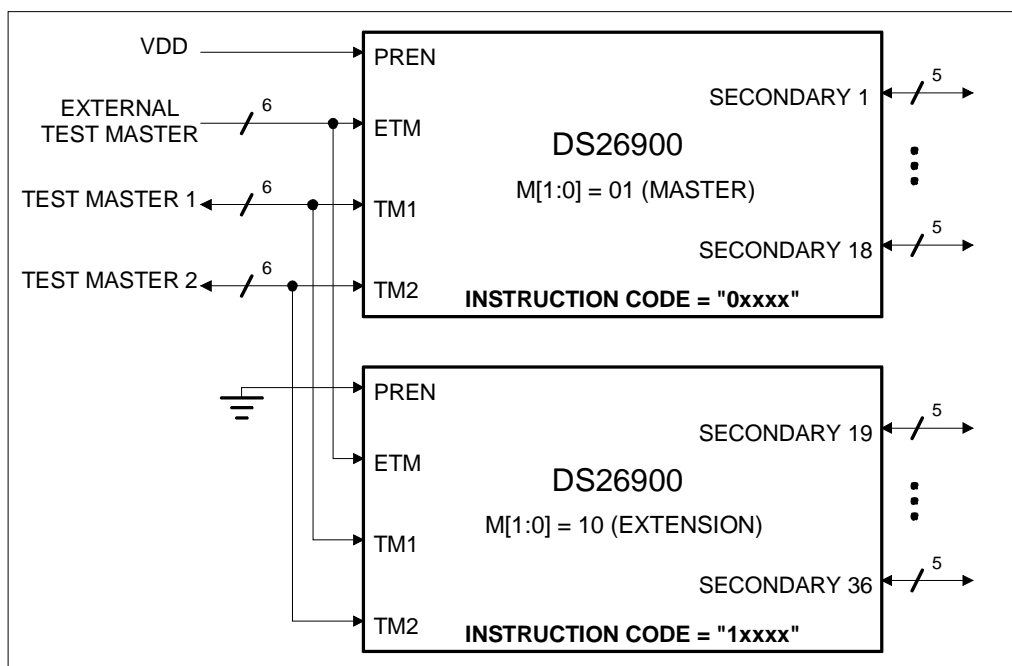 VDD
PREN
EXTERNAL
TEST MASTER
6
ETM
TEST MASTER 1
6
TM1
TEST MASTER 2
6
TM2
DS26900
M[1:0] = 01 (MASTER)
SECONDARY 1
5
SECONDARY 18
5
INSTRUCTION CODE = "0xxxx"
PREN
ETM
TM1
TM2
DS26900
M[1:0] = 10 (EXTENSION)
SECONDARY 19
5
SECONDARY 36
5
INSTRUCTION CODE = "1xxxx"